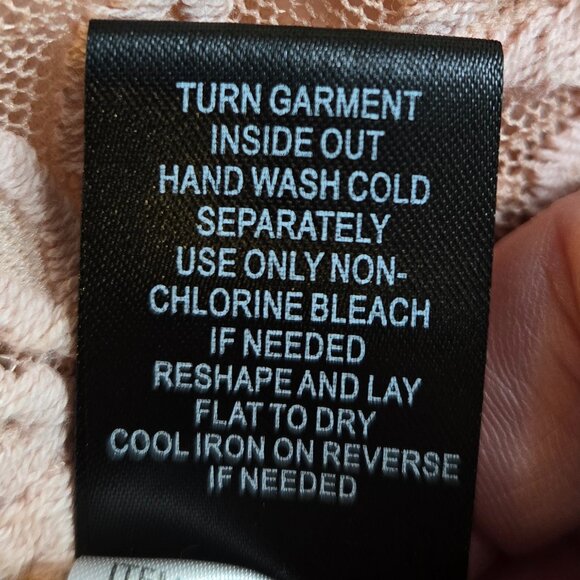 TURN GARMENT
INSIDE OUT
HAND WASH COLD
SEPARATELY
USE ONLY NON-
CHLORINE BLEACH
IF NEEDED
RESHAPE AND LAY
FLAT TO DRY
COOL IRON ON REVERSE
IF NEEDED